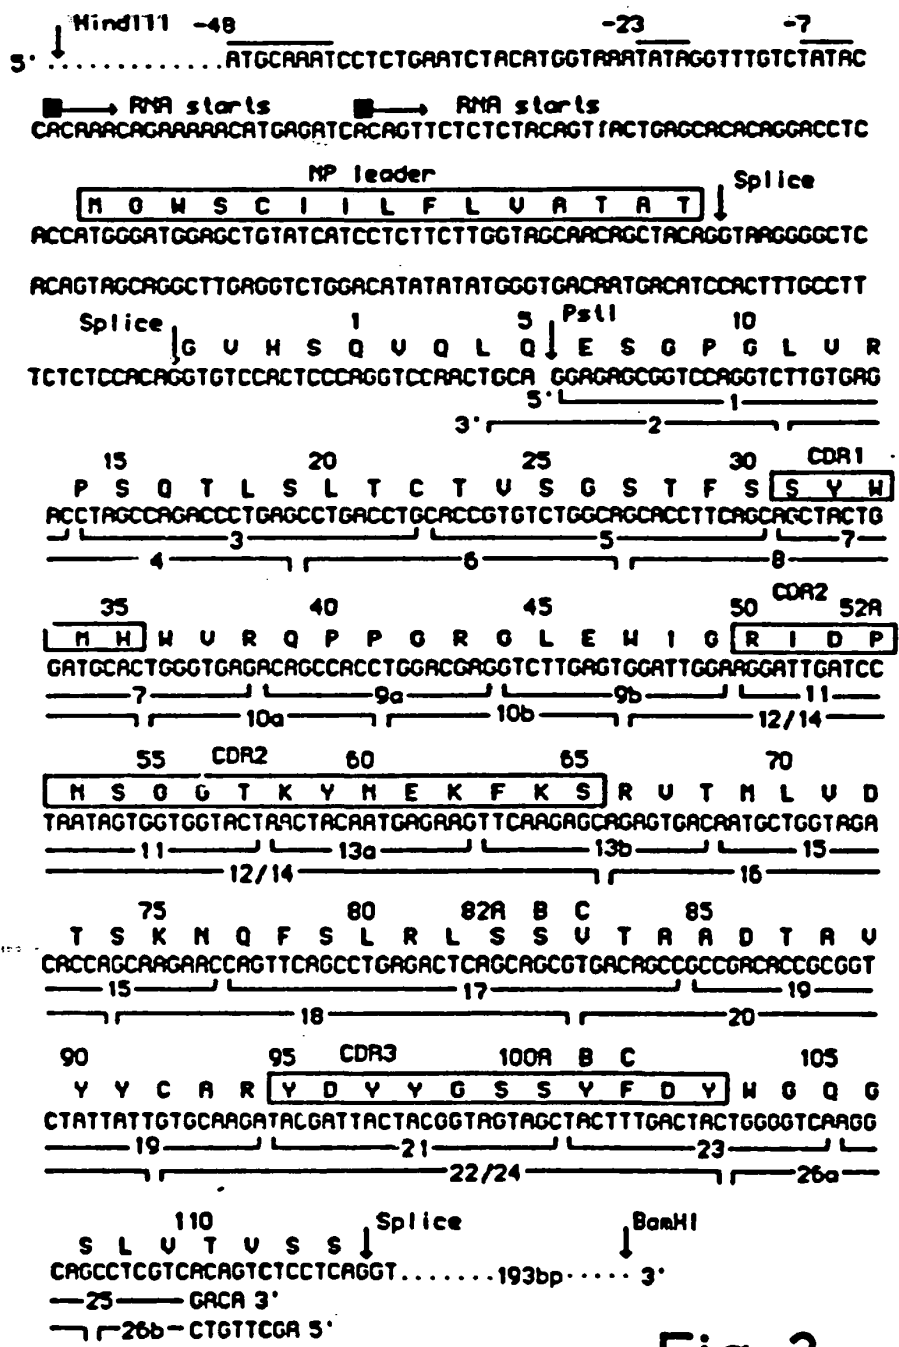 HindIII -48 -23 -7
5' .............ATGCAAATCCTCTGAATCTACATGGTAAATATAGGTTTGTCTATAC
RNA starts RNA starts
CACAAACAGAAAAACATGAGATCACAGTTCTCTCTACAGTTACTGAGCACACAGGACCTC
MP leader Splice
M G W S C I I L F L V A T A T
ACCATGGGATGGAGCTGTATCATCCTCTTCTTGGTAGCAACAGCTACAGGTAAGGGGCTC
ACAGTAGCAGGCTTGAGGTCTGGACATATATATGGGTGACAATGACATCCACTTTGCCTT
Splice 1 5 PstI 10
G V H S Q V Q L Q E S G P G L V R
TCTCTCCACAGGTGTCCACTCCCAGGTCCAACTGCA GGAGAGCGGTCCAGGTCTTGTGAG
5' 1
3' 2
15 20 25 30 CDR1
P S Q T L S L T C T V S G S T F S S Y W
ACCTAGCCAGACCCTGAGCCTGACCTGCACCGTGTCTGGCAGCACCTTCAGCAGCTACTG
3 5 7
4 6 8
35 40 45 50 CDR2 52A
M H W V R Q P P G R G L E W I G R I D P
GATGCACTGGGTGAGACAGCCACCTGGACGAGGTCTTGAGTGGATTGGAAGGATTGATCC
7 9a 9b 11
10a 10b 12/14
55 CDR2 60 65 70
N S G G T K Y N E K F K S R V T M L V D
TAATAGTGGTGGTACTAACTACAATGAGAAGTTCAAGAGCAGAGTGACAATGCTGGTAGA
11 13a 13b 15
12/14 16
75 80 82A B C 85
T S K N Q F S L R L S S V T A A D T A V
CACCAGCAAGAACCAGTTCAGCCTGAGACTCAGCAGCGTGACAGCCGCCGACACCGCGGT
15 17 19
18 20
90 95 CDR3 100A B C 105
Y Y C A R Y D Y Y G S S Y F D Y W G Q G
CTATTATTGTGCAAGATACGATTACTACGGTAGTAGCTACTTTGACTACTGGGGTCAAGG
19 21 23
22/24 26a
110 Splice BamHI
S L V T V S S
CAGCCTCGTCACAGTCTCCTCAGGT.......193bp..... 3'
25 GACA 3'
26b CTGTTCGA 5'